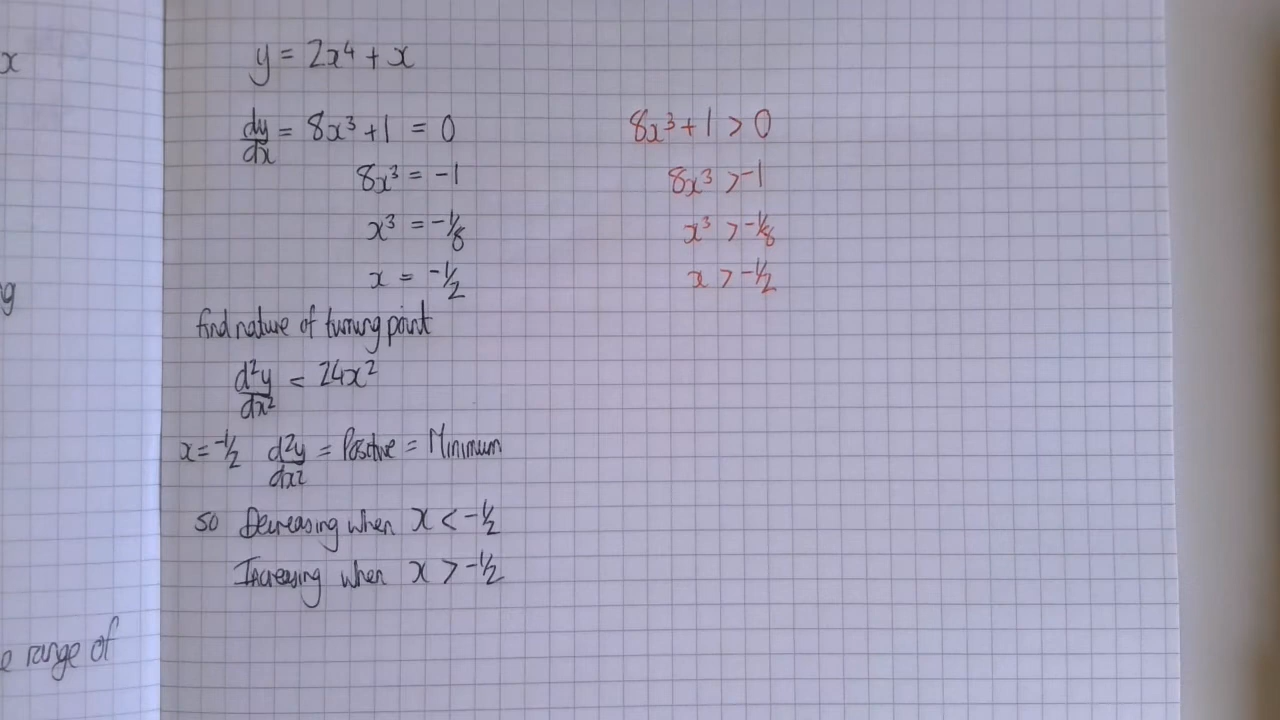 x
g
e range of
y = 2x⁴ + x
dy/dx = 8x³ + 1 = 0
8x³ = -1
x³ = -1/8
x = -1/2
find nature of turning point
d²y/dx² = 24x²
x = -1/2 d²y/dx² = Positive = Minimum
so Decreasing when x < -1/2
Increasing when x > -1/2
8x³ + 1 > 0
8x³ > -1
x³ > -1/8
x > -1/2